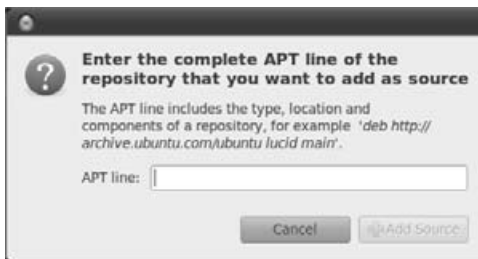 Enter the complete APT line of the
repository that you want to add as source
The APT line includes the type, location and
components of a repository, for example 'deb http://
archive.ubuntu.com/ubuntu lucid main'.
APT line:
Cancel
Add Source